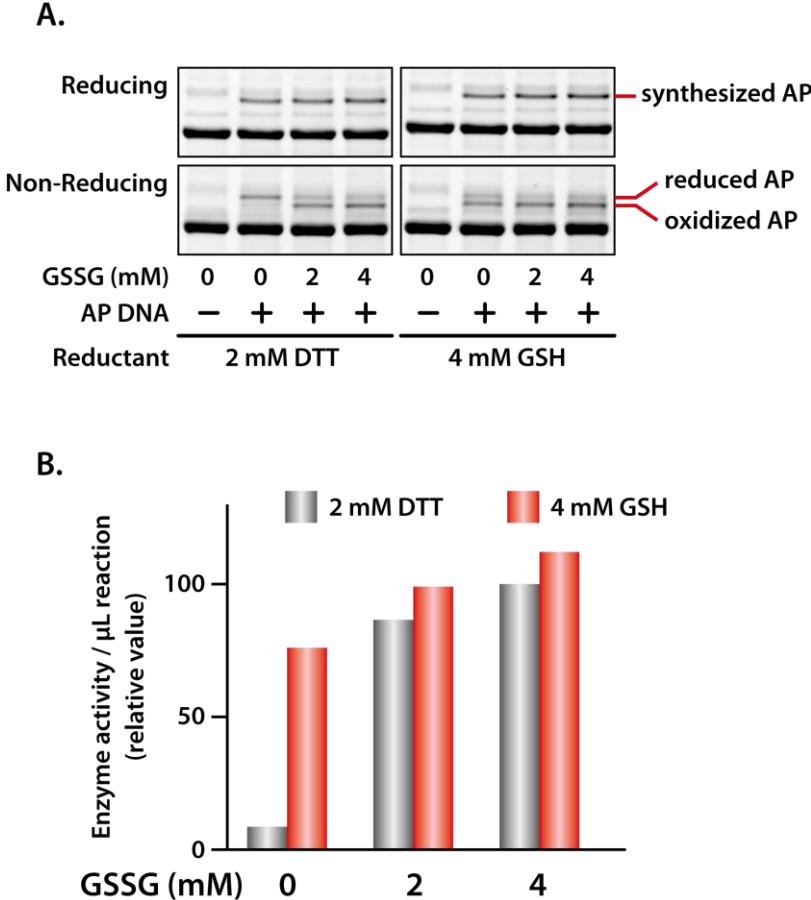 A.
Reducing
synthesized AP
Non-Reducing
reduced AP
oxidized AP
GSSG (mM) 0 0 2 4 0 0 2 4
AP DNA − + + + − + + +
Reductant 2 mM DTT 4 mM GSH
B.
2 mM DTT 4 mM GSH
Enzyme activity / µL reaction
(relative value)
100
50
0
GSSG (mM) 0 2 4